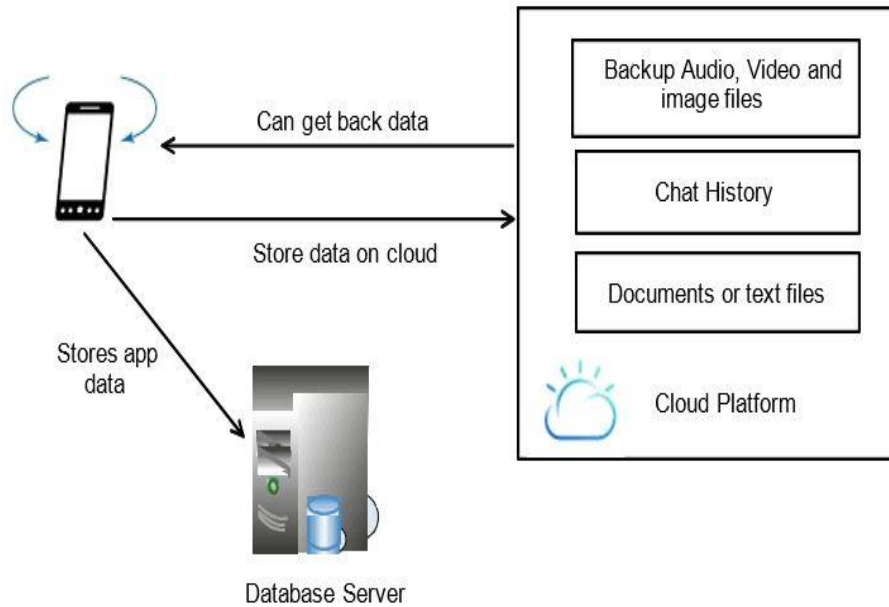 Backup Audio, Video and
image files
Can get back data
Chat History
Store data on cloud
Documents or text files
Stores app
data
Cloud Platform
Database Server